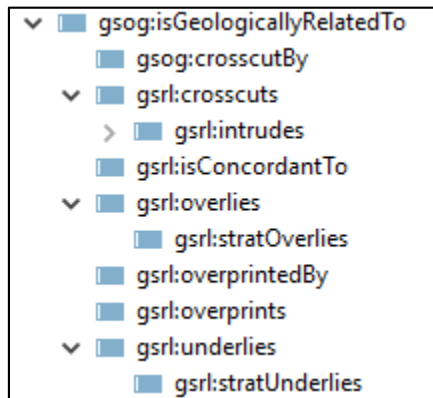 gsog:isGeologicallyRelatedTo
gsog:crosscutBy
gsrl:crosscuts
gsrl:intrudes
gsrl:isConcordantTo
gsrl:overlies
gsrl:stratOverlies
gsrl:overprintedBy
gsrl:overprints
gsrl:underlies
gsrl:stratUnderlies